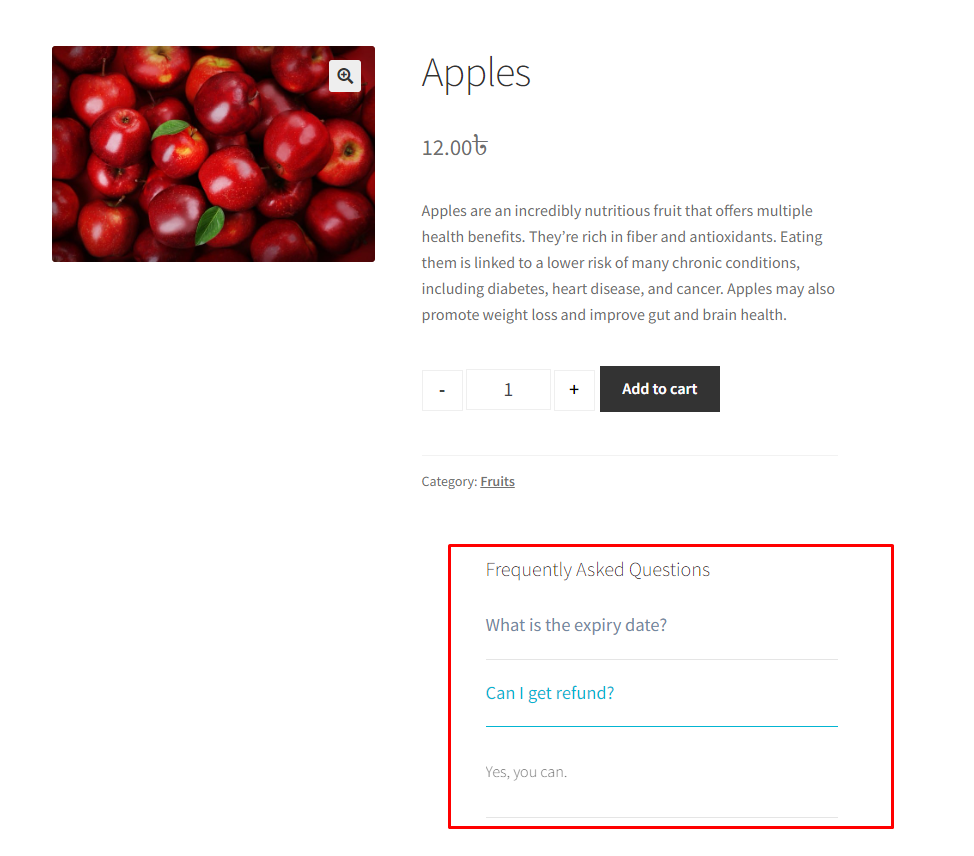 Apples
12.00৳
Apples are an incredibly nutritious fruit that offers multiple
health benefits. They’re rich in fiber and antioxidants. Eating
them is linked to a lower risk of many chronic conditions,
including diabetes, heart disease, and cancer. Apples may also
promote weight loss and improve gut and brain health.
- 1 + Add to cart
Category: Fruits
Frequently Asked Questions
What is the expiry date?
Can I get refund?
Yes, you can.